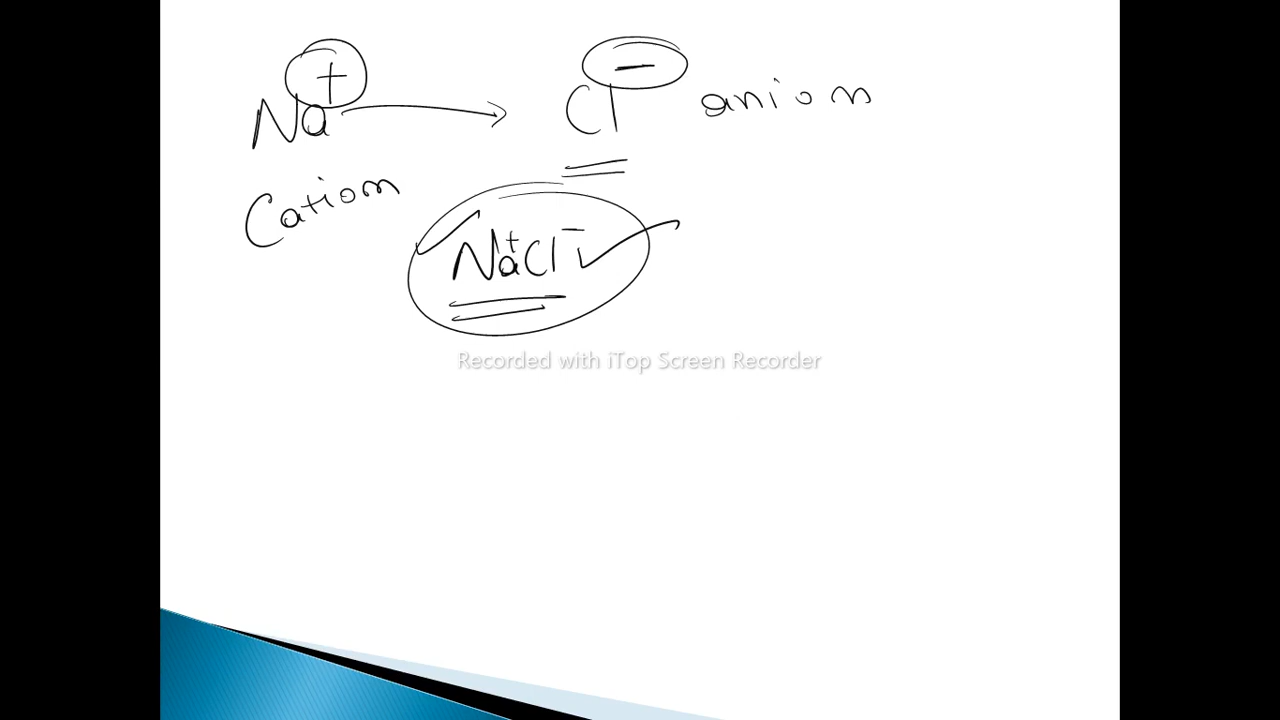 Na⁺ → Cl⁻ anion
Cation
Na⁺Cl⁻
Recorded with iTop Screen Recorder